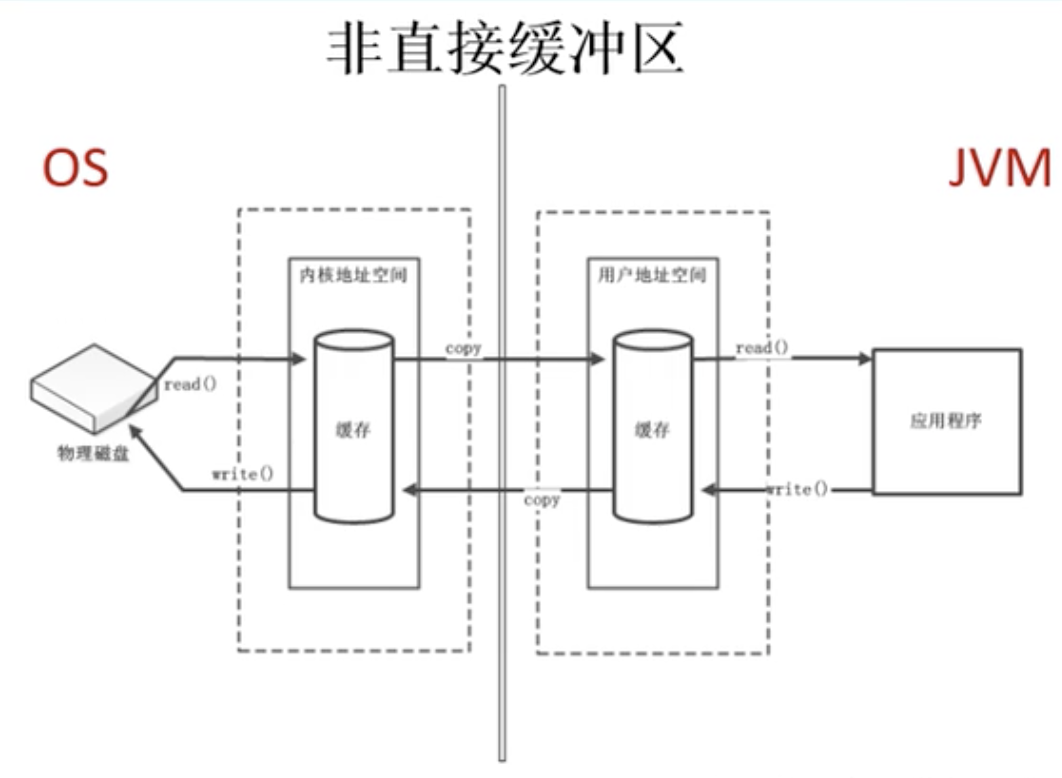 非直接缓冲区
OS
JVM
内核地址空间
用户地址空间
copy
read()
read()
缓存
缓存
应用程序
物理磁盘
write()
copy
write()